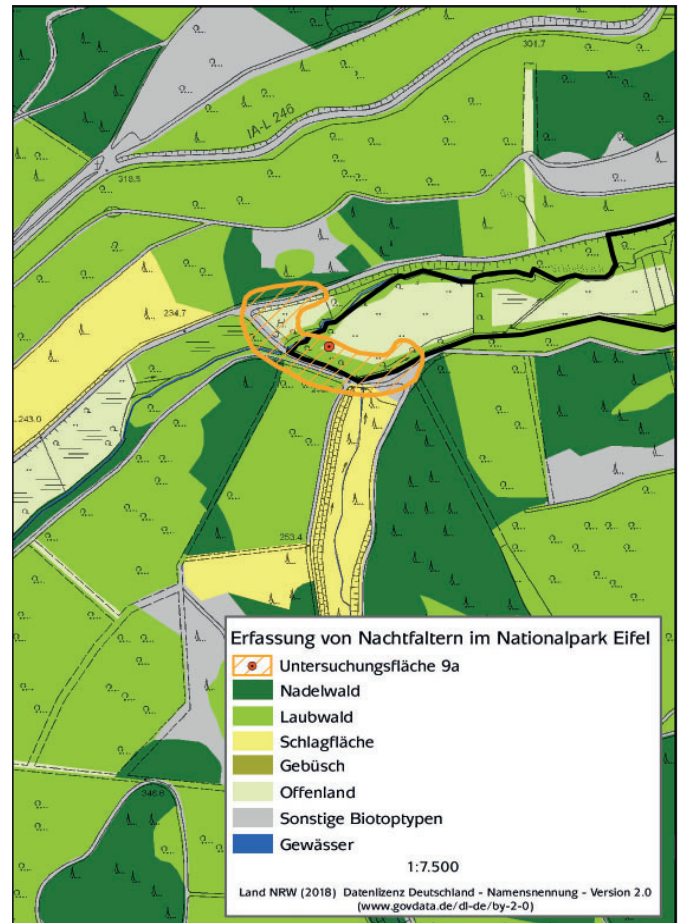 301.7
IA-L 246
318.5
234.7
243.0
253.4
Erfassung von Nachtfaltern im Nationalpark Eifel
Untersuchungsfläche 9a
Nadelwald
Laubwald
Schlagfläche
Gebüsch
Offenland
Sonstige Biotoptypen
Gewässer
1:7.500
Land NRW (2018) Datenlizenz Deutschland - Namensnennung - Version 2.0
(www.govdata.de/dl-de/by-2-0)